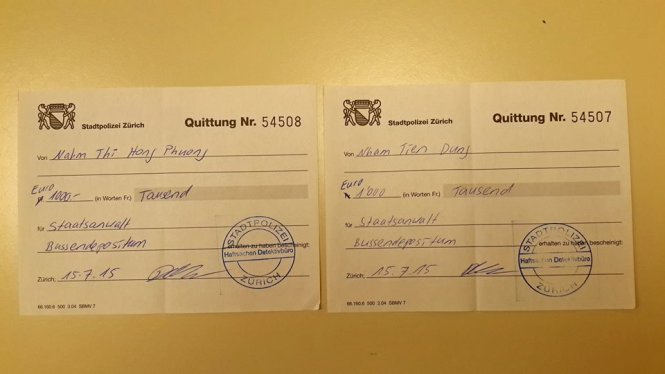 Stadtpolizei Zürich
Quittung Nr. 54508
Von Nahm Thi Hong Phuong
Euro
1000.- (in Worten Fr.) Tausend
für Staatsanwalt
Bussendepositum erhalten zu haben bescheinigt:
Zürich, 15.7.15
STADTPOLIZEI
Haftsachen Detektivbüro
ZÜRICH
66.160.6 500 3.04 SBMV 7
Stadtpolizei Zürich
Quittung Nr. 54507
Von Nham Tien Dung
Euro
1'000 (in Worten Fr.) Tausend
für Staatsanwalt
Bussendepositum erhalten zu haben bescheinigt:
Zürich, 15.7.15
STADTPOLIZEI
Haftsachen Detektivbüro
ZÜRICH
66.160.6 500 3.04 SBMV 7